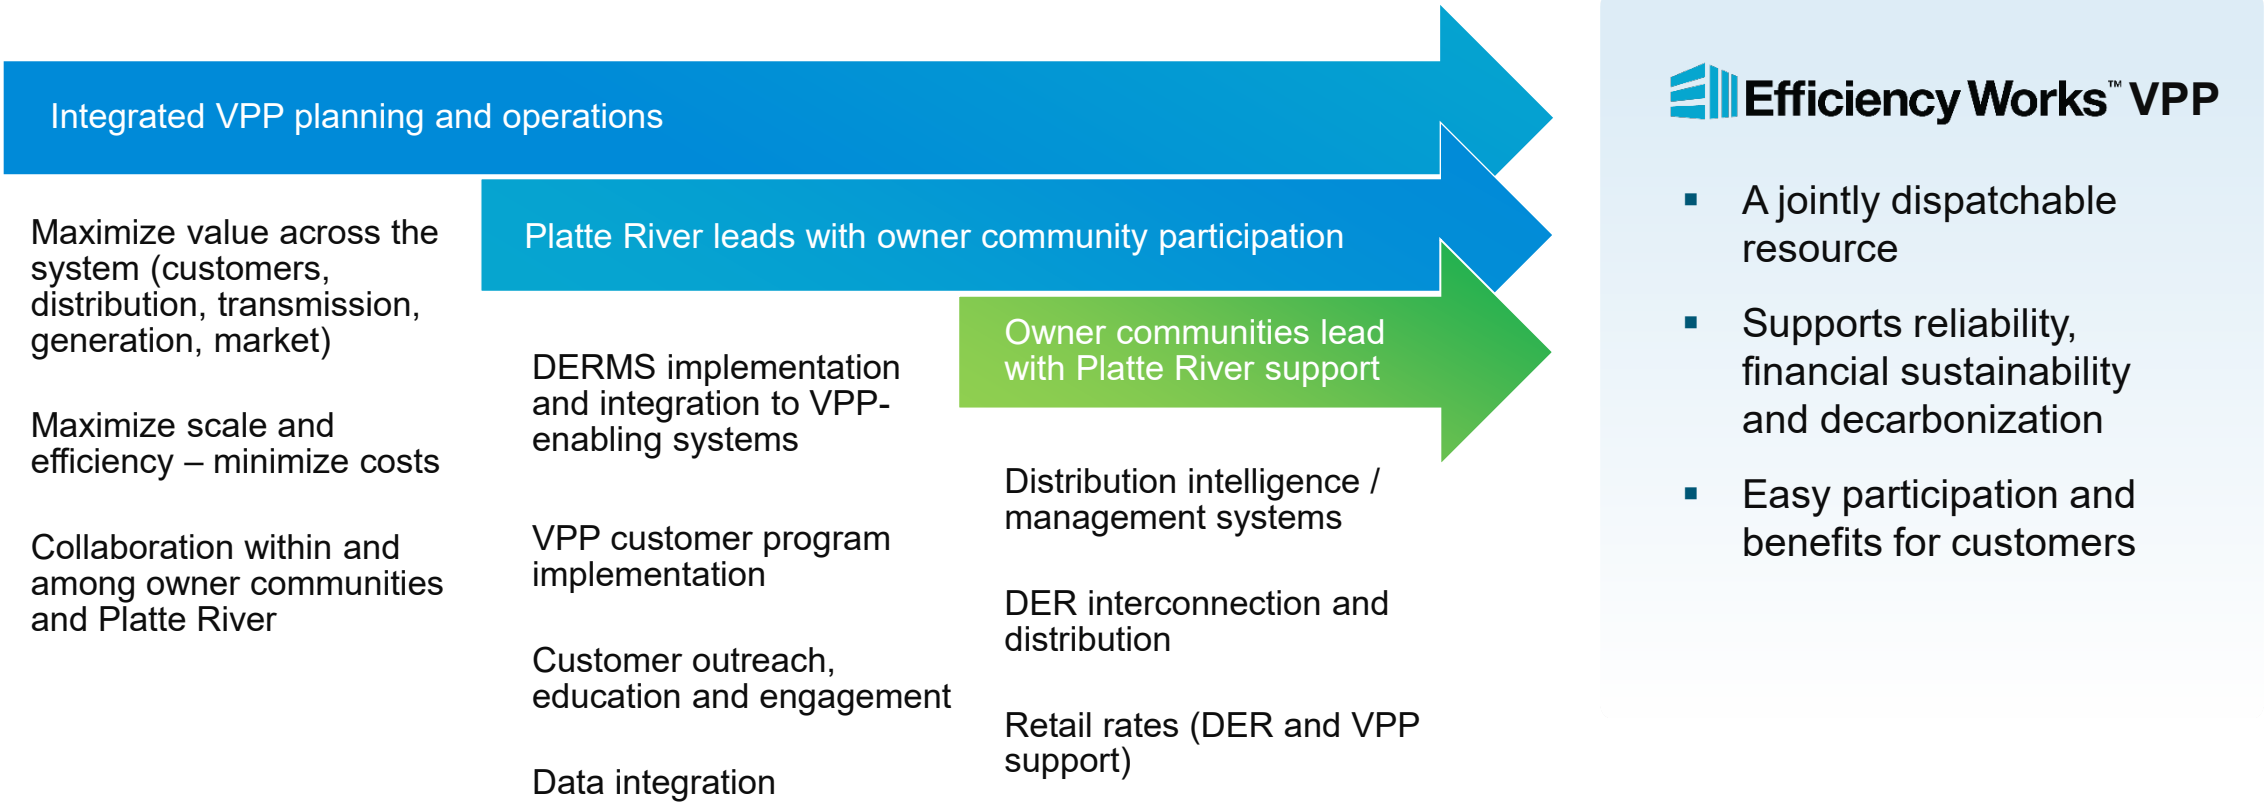 Integrated VPP planning and operations
Maximize value across the
system (customers,
distribution, transmission,
generation, market)
Maximize scale and
efficiency – minimize costs
Collaboration within and
among owner communities
and Platte River
Platte River leads with owner community participation
DERMS implementation
and integration to VPP-
enabling systems
VPP customer program
implementation
Customer outreach,
education and engagement
Data integration
Owner communities lead
with Platte River support
Distribution intelligence /
management systems
DER interconnection and
distribution
Retail rates (DER and VPP
support)
Efficiency Works™ VPP
▪ A jointly dispatchable
resource
▪ Supports reliability,
financial sustainability
and decarbonization
▪ Easy participation and
benefits for customers